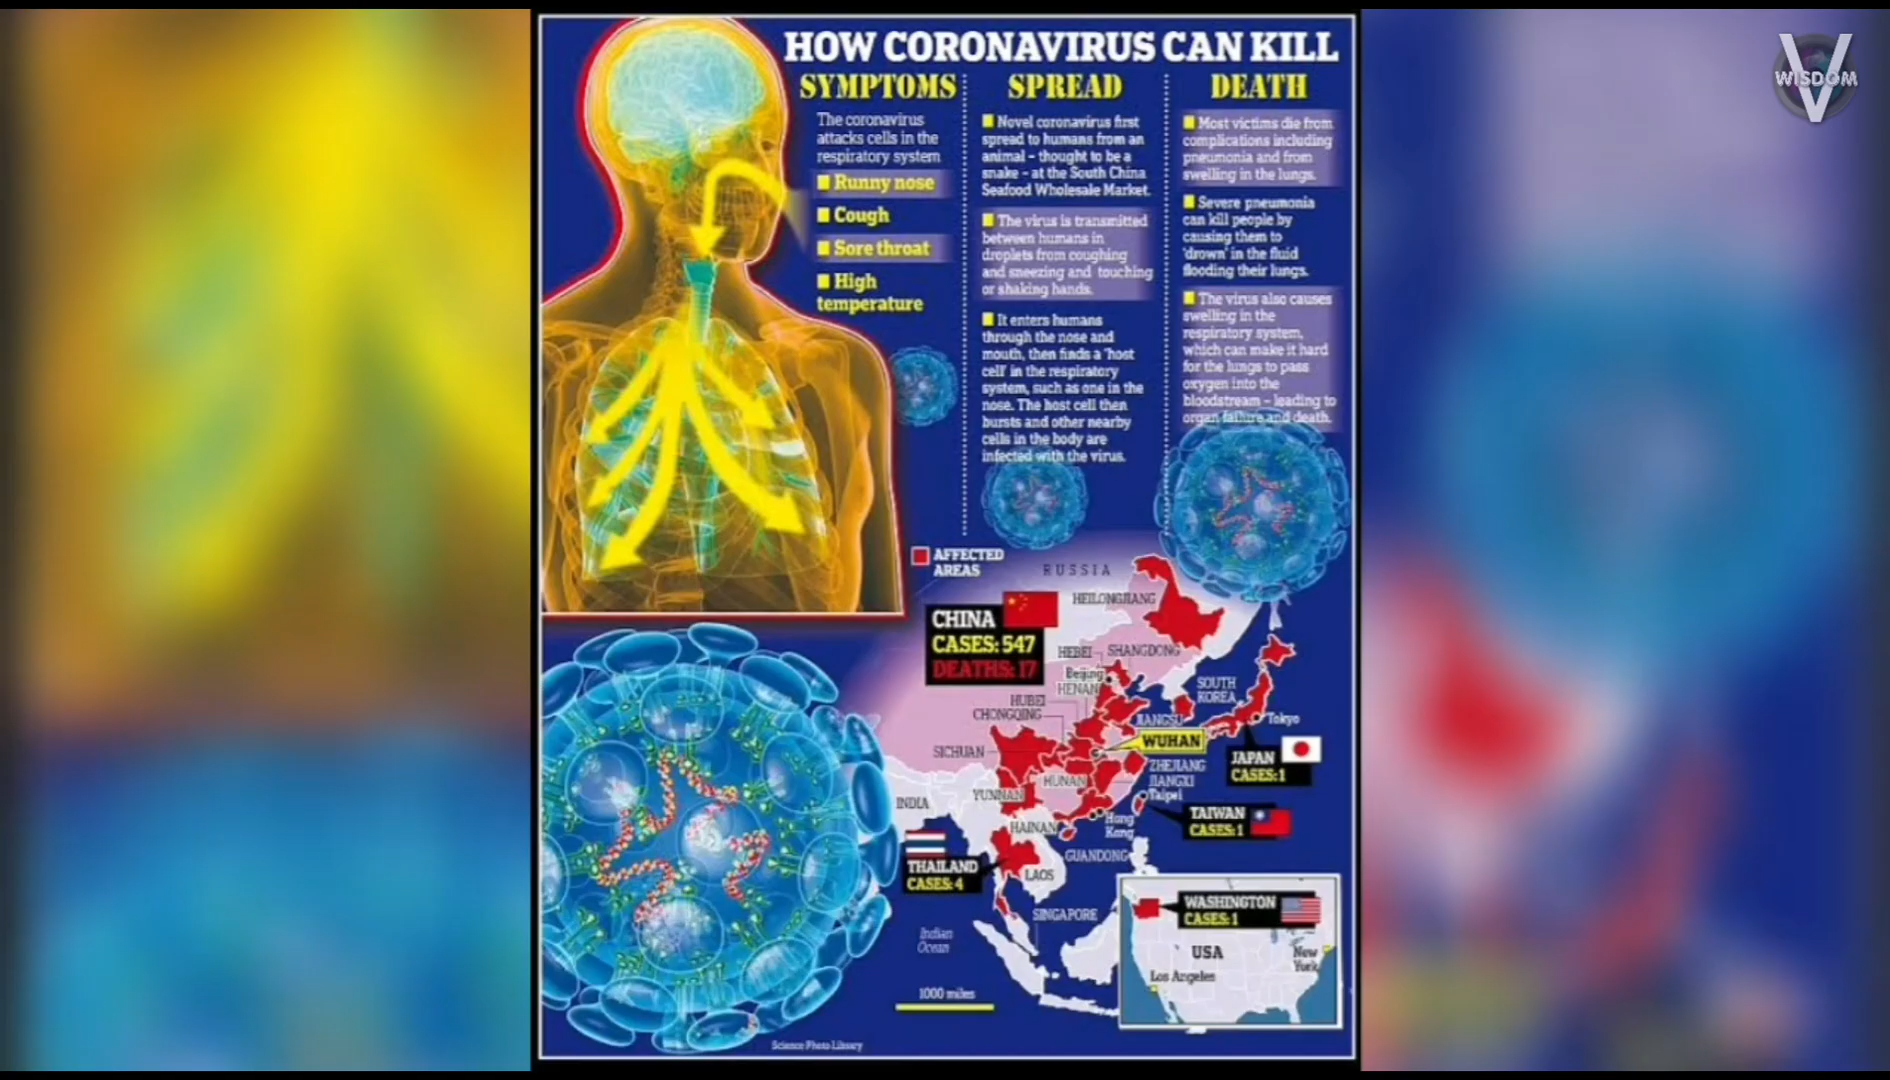 HOW CORONAVIRUS CAN KILL
SYMPTOMS
The coronavirus
attacks cells in the
respiratory system
Runny nose
Cough
Sore throat
High
temperature
SPREAD
Novel coronavirus first
spread to humans from an
animal - thought to be a
snake - at the South China
Seafood Wholesale Market.
The virus is transmitted
between humans in
droplets from coughing
and sneezing and touching
or shaking hands.
It enters humans
through the nose and
mouth, then finds a 'host
cell' in the respiratory
system, such as one in the
nose. The host cell then
bursts and other nearby
cells in the body are
infected with the virus.
DEATH
Most victims die from
complications including
pneumonia and from
swelling in the lungs.
Severe pneumonia
can kill people by
causing them to
'drown' in the fluid
flooding their lungs.
The virus also causes
swelling in the
respiratory system,
which can make it hard
for the lungs to pass
oxygen into the
bloodstream - leading to
organ failure and death.
V
WISDOM
AFFECTED
AREAS
RUSSIA
HEILONGJIANG
CHINA
CASES: 547
DEATHS: 17
HEBEI
SHANGDONG
Beijing
HENAN
SOUTH
KOREA
HUBEI
CHONGQING
JIANGSU
Tokyo
SICHUAN
WUHAN
JAPAN
CASES: 1
ZHEJIANG
JIANGXI
HUNAN
YUNNAN
Taipei
INDIA
TAIWAN
CASES: 1
HAINAN
Hong
Kong
GUANDONG
THAILAND
CASES: 4
LAOS
SINGAPORE
Indian
Ocean
WASHINGTON
CASES: 1
USA
New
York
Los Angeles
1000 miles
Science Photo Library